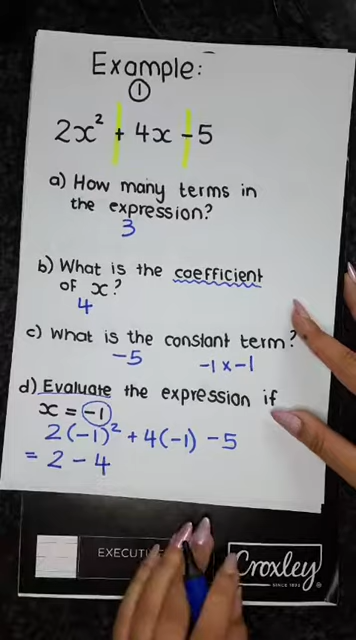 Example:
①
2x² + 4x - 5
a) How many terms in
the expression?
3
b) What is the coefficient
of x?
4
c) What is the constant term?
-5 -1 x -1
d) Evaluate the expression if
x = -1
2(-1)² + 4(-1) - 5
= 2 - 4
Croxley
SINCE 1920